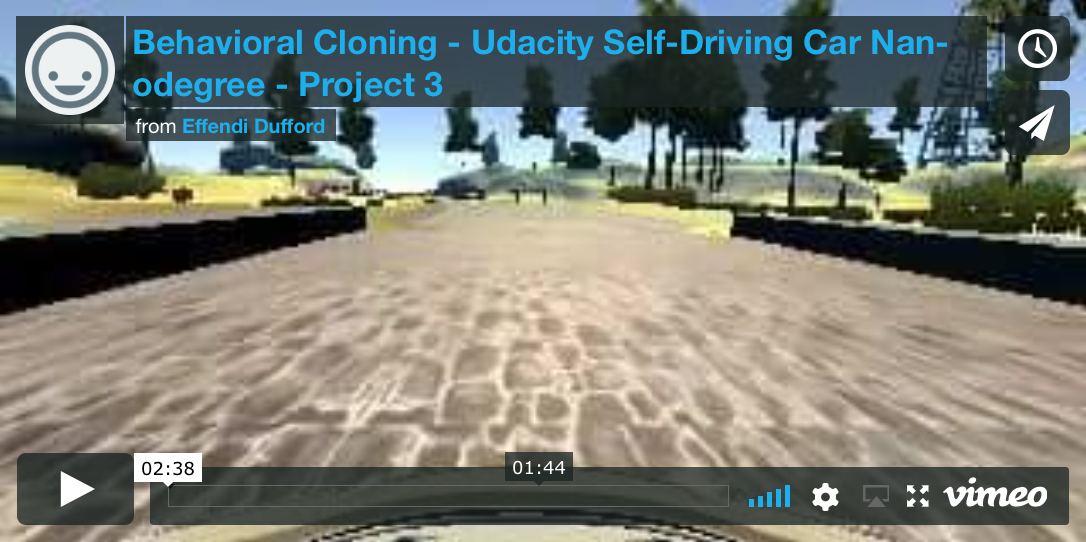 Behavioral Cloning - Udacity Self-Driving Car Nan-
odegree - Project 3
from Effendi Dufford
02:38
01:44
vimeo